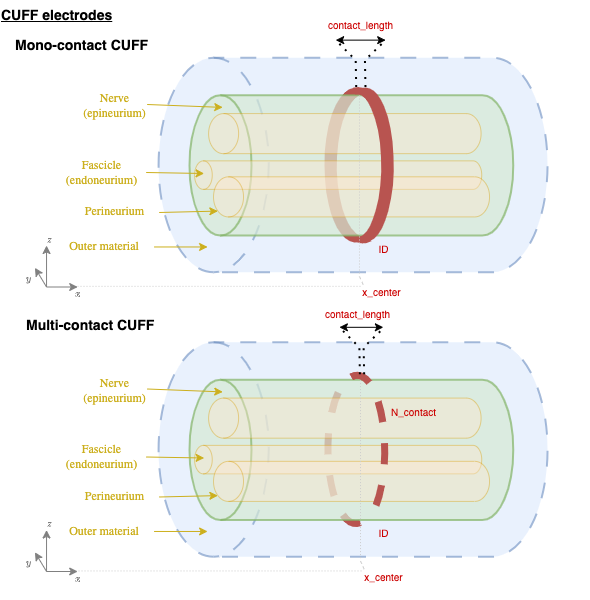 CUFF electrodes
Mono-contact CUFF
contact_length
Nerve
(epineurium)
Fascicle
(endoneurium)
Perineurium
Outer material
ID
z
y
x
x_center
Multi-contact CUFF
contact_length
Nerve
(epineurium)
N_contact
Fascicle
(endoneurium)
Perineurium
Outer material
ID
z
y
x
x_center